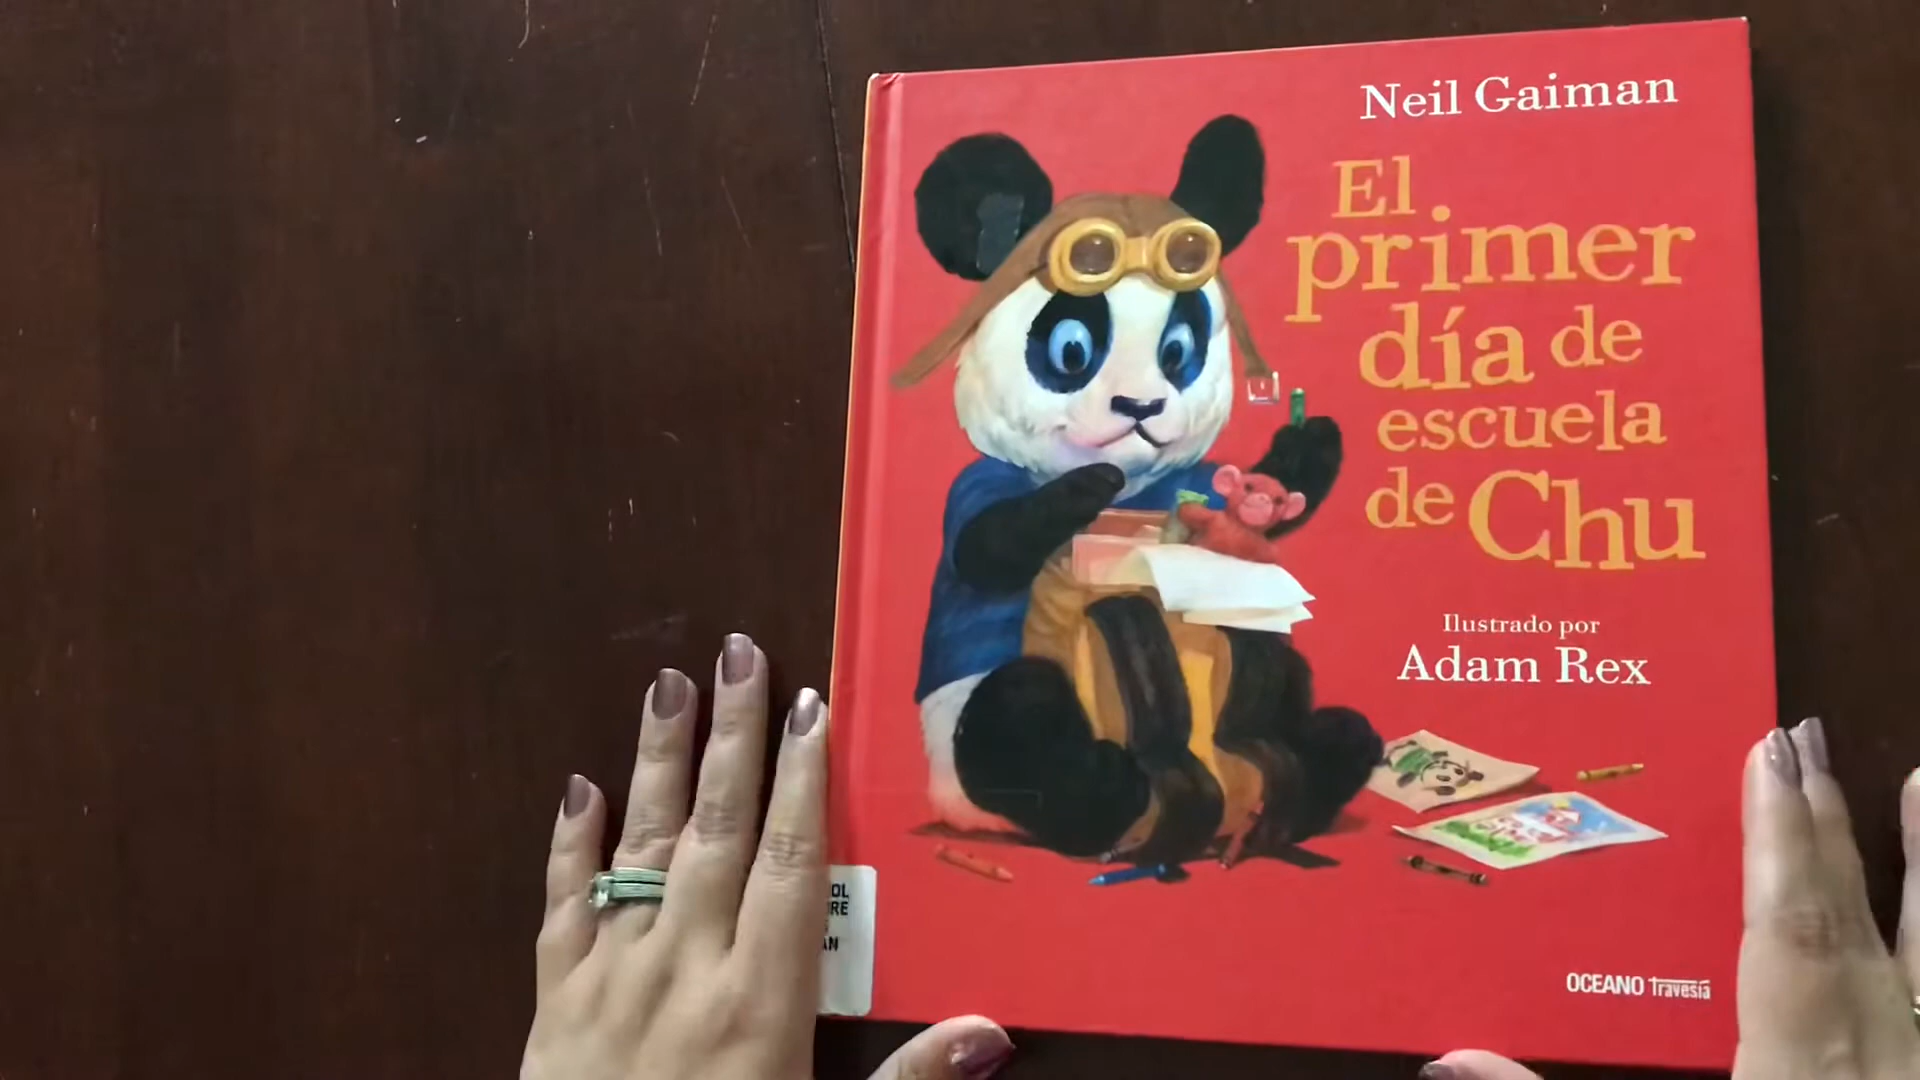 Neil Gaiman
El
primer
día de
escuela
de Chu
Ilustrado por
Adam Rex
OCEANO Travesía